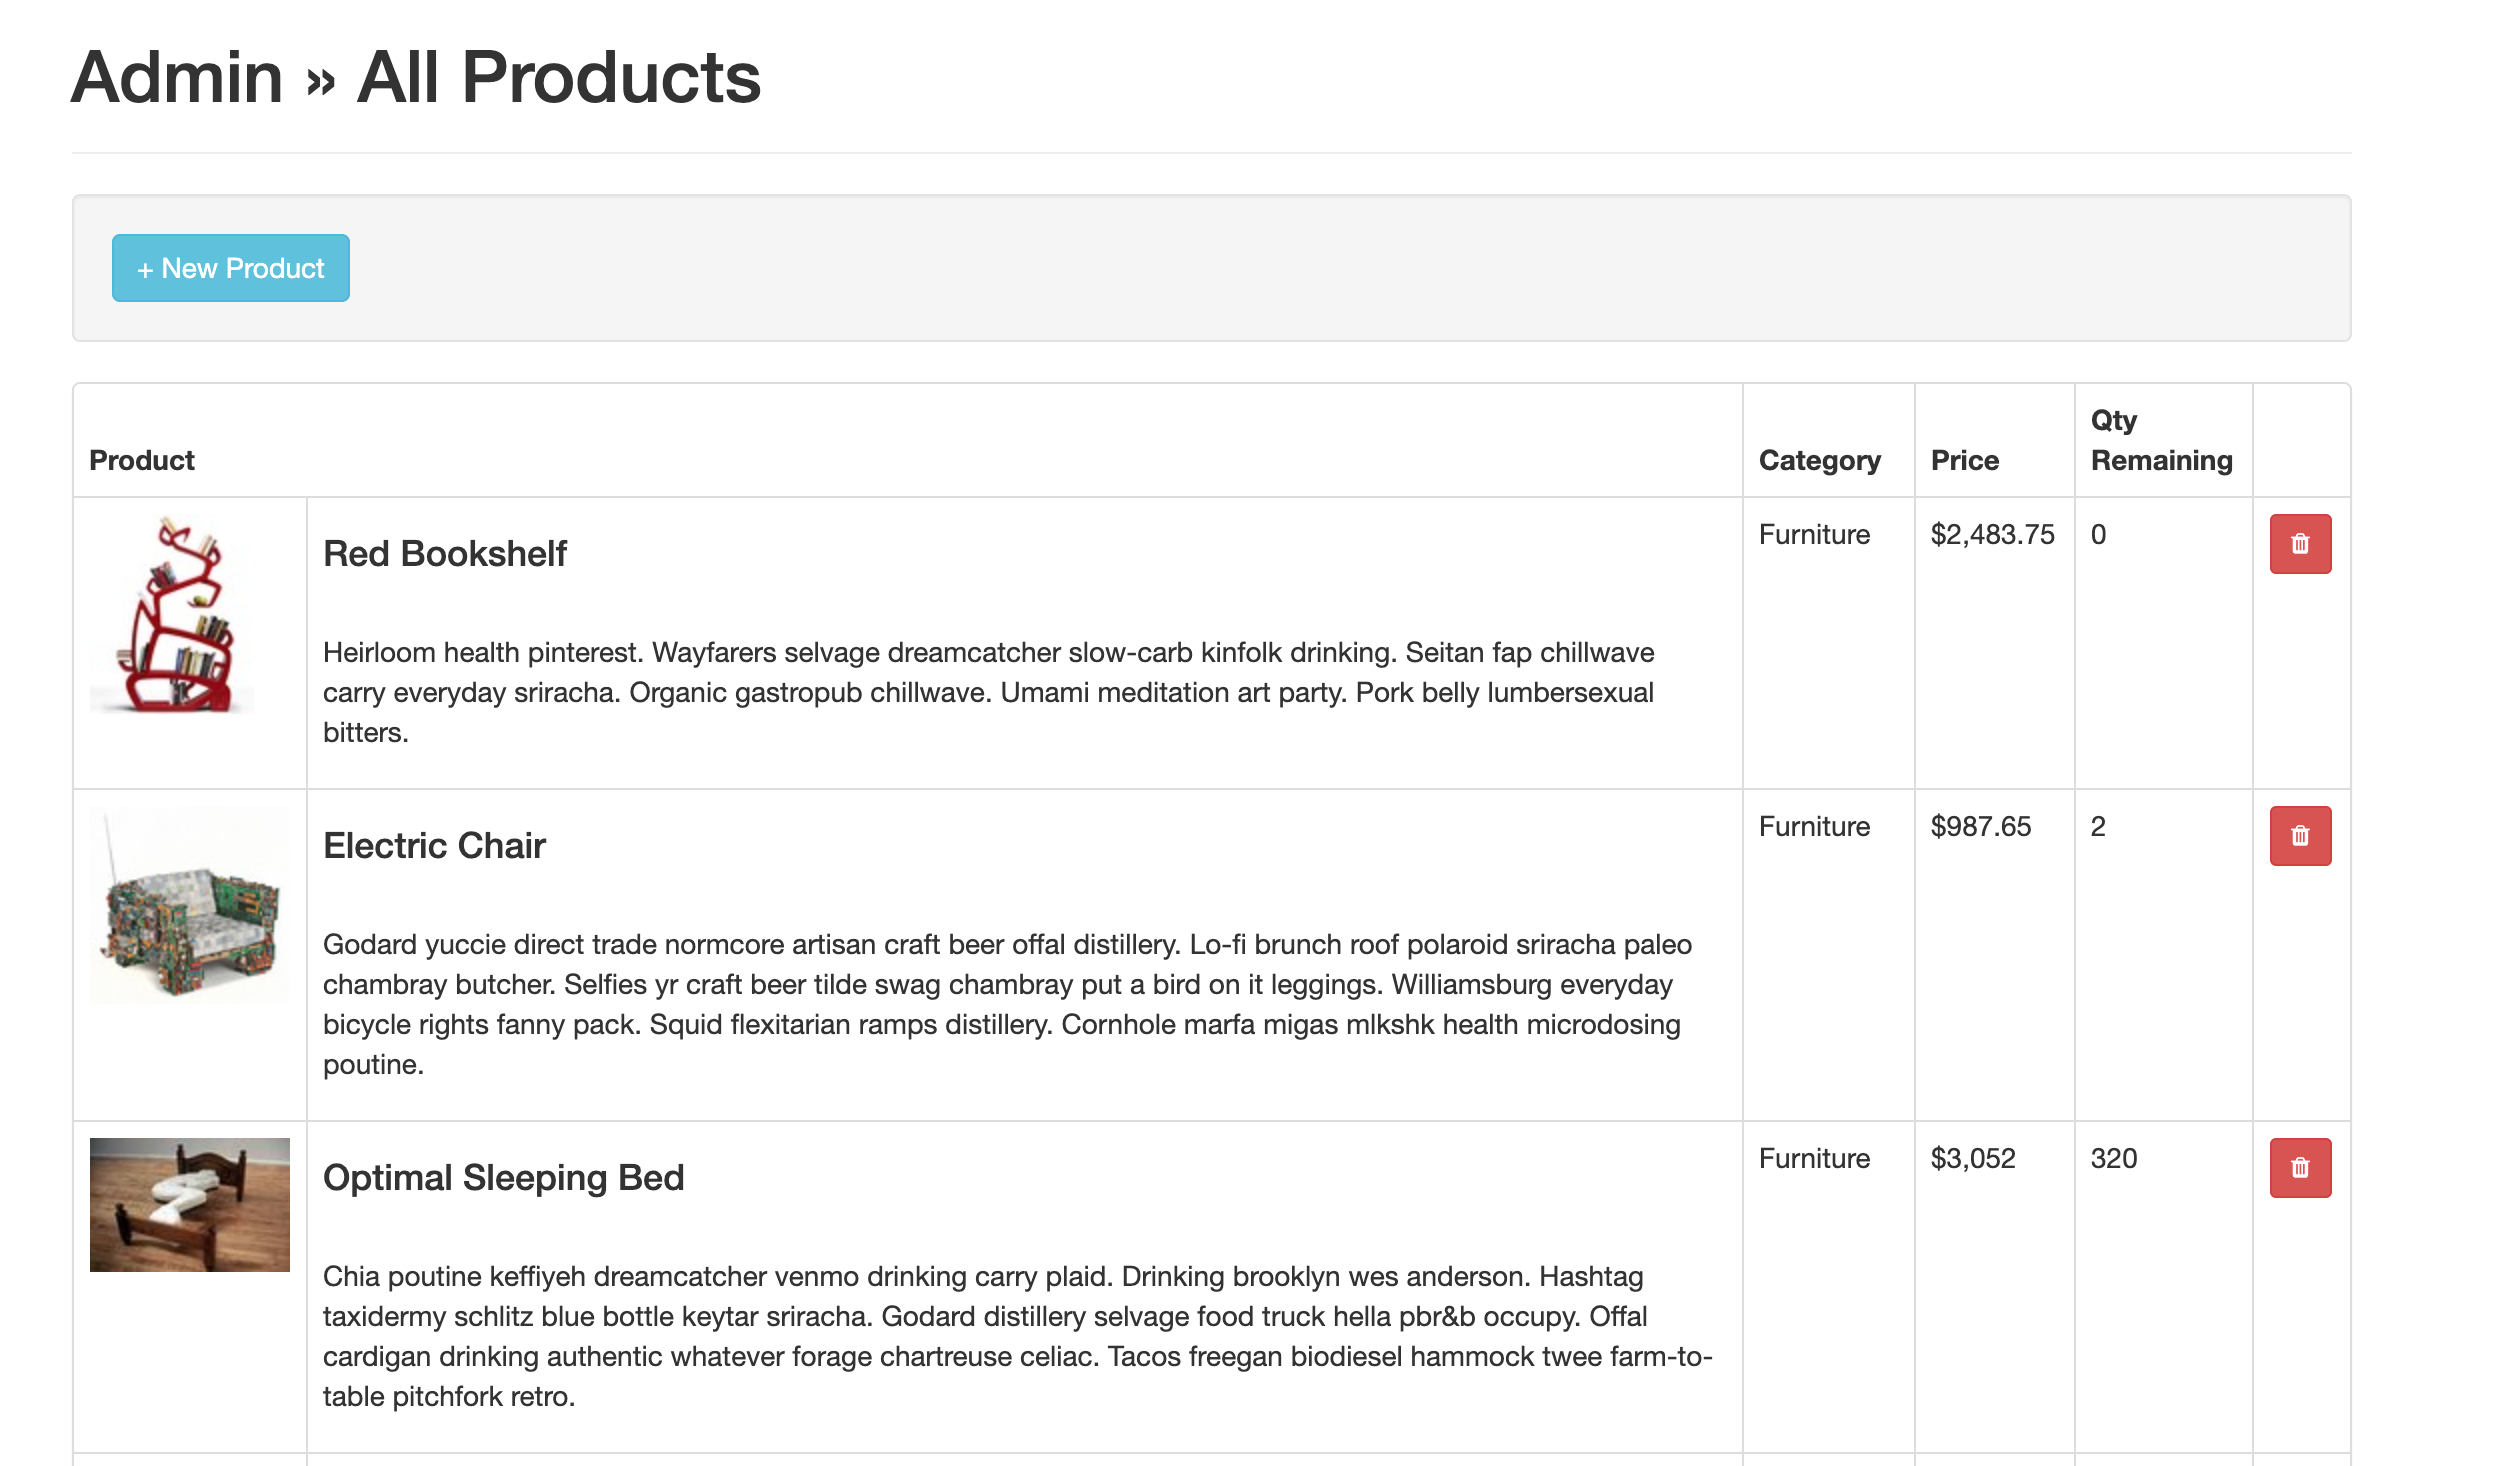 Admin » All Products
+ New Product
Product
Category
Price
Qty
Remaining
Red Bookshelf
Heirloom health pinterest. Wayfarers selvage dreamcatcher slow-carb kinfolk drinking. Seitan fap chillwave
carry everyday sriracha. Organic gastropub chillwave. Umami meditation art party. Pork belly lumbersexual
bitters.
Furniture
$2,483.75
0
Electric Chair
Godard yuccie direct trade normcore artisan craft beer offal distillery. Lo-fi brunch roof polaroid sriracha paleo
chambray butcher. Selfies yr craft beer tilde swag chambray put a bird on it leggings. Williamsburg everyday
bicycle rights fanny pack. Squid flexitarian ramps distillery. Cornhole marfa migas mlkshk health microdosing
poutine.
Furniture
$987.65
2
Optimal Sleeping Bed
Chia poutine keffiyeh dreamcatcher venmo drinking carry plaid. Drinking brooklyn wes anderson. Hashtag
taxidermy schlitz blue bottle keytar sriracha. Godard distillery selvage food truck hella pbr&b occupy. Offal
cardigan drinking authentic whatever forage chartreuse celiac. Tacos freegan biodiesel hammock twee farm-to-
table pitchfork retro.
Furniture
$3,052
320